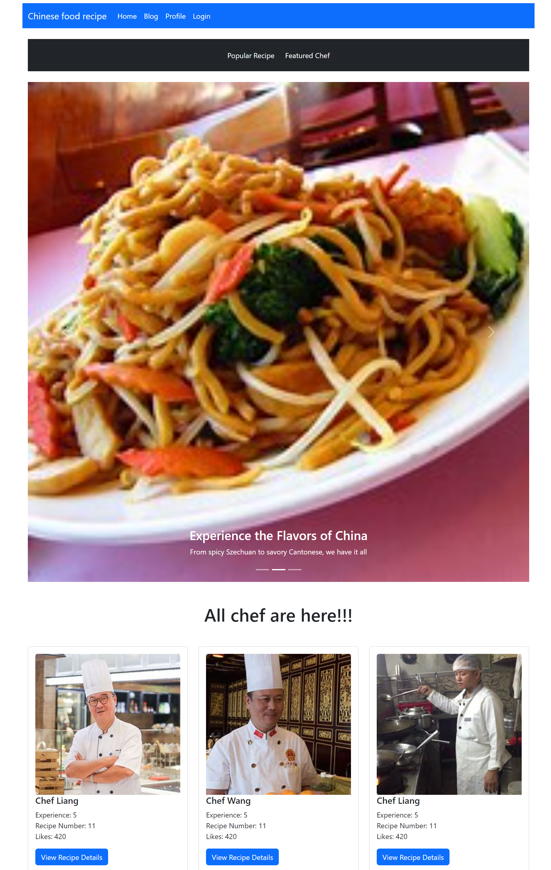 Chinese food recipe Home Blog Profile Login
Popular Recipe Featured Chef
Experience the Flavors of China
From spicy Szechuan to savory Cantonese, we have it all
All chef are here!!!
Chef Liang
Experience: 5
Recipe Number: 11
Likes: 420
View Recipe Details
Chef Wang
Experience: 5
Recipe Number: 11
Likes: 420
View Recipe Details
Chef Liang
Experience: 5
Recipe Number: 11
Likes: 420
View Recipe Details